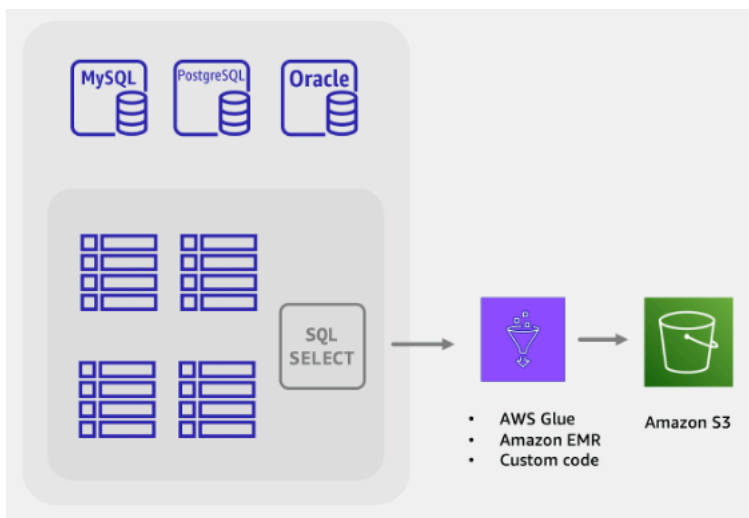 MySQL
PostgreSQL
Oracle
SQL
SELECT
• AWS Glue
• Amazon EMR
• Custom code
Amazon S3